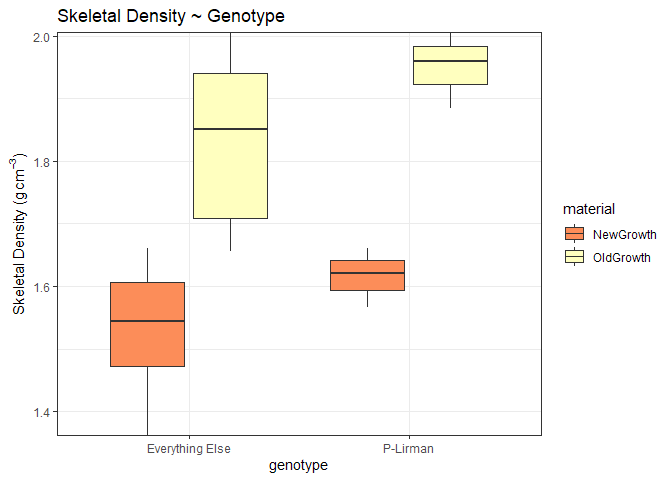 Skeletal Density ~ Genotype
Skeletal Density (g cm⁻³)
2.0
1.8
1.6
1.4
Everything Else
P-Lirman
genotype
material
NewGrowth
OldGrowth